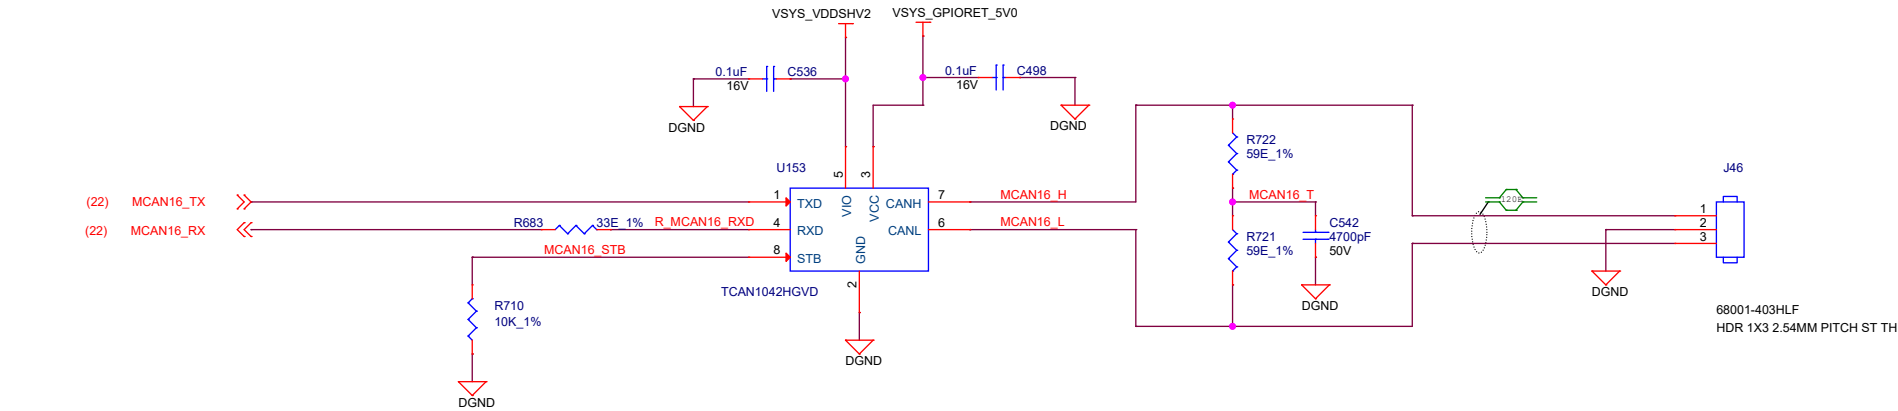 VSYS_VDDSHV2
VSYS_GPIORET_5V0
0.1uF
C536
16V
0.1uF
C498
16V
DGND
DGND
R722
59E_1%
U153
J46
5
3
(22)
MCAN16_TX
1
TXD
VIO
VCC
CANH
7
MCAN16_H
MCAN16_T
120E
1
(22)
MCAN16_RX
R683
33E_1%
R_MCAN16_RXD
4
RXD
CANL
6
MCAN16_L
C542
4700pF
50V
2
R721
59E_1%
3
MCAN16_STB
8
STB
GND
2
TCAN1042HGVD
DGND
DGND
R710
10K_1%
68001-403HLF
HDR 1X3 2.54MM PITCH ST TH
DGND
DGND